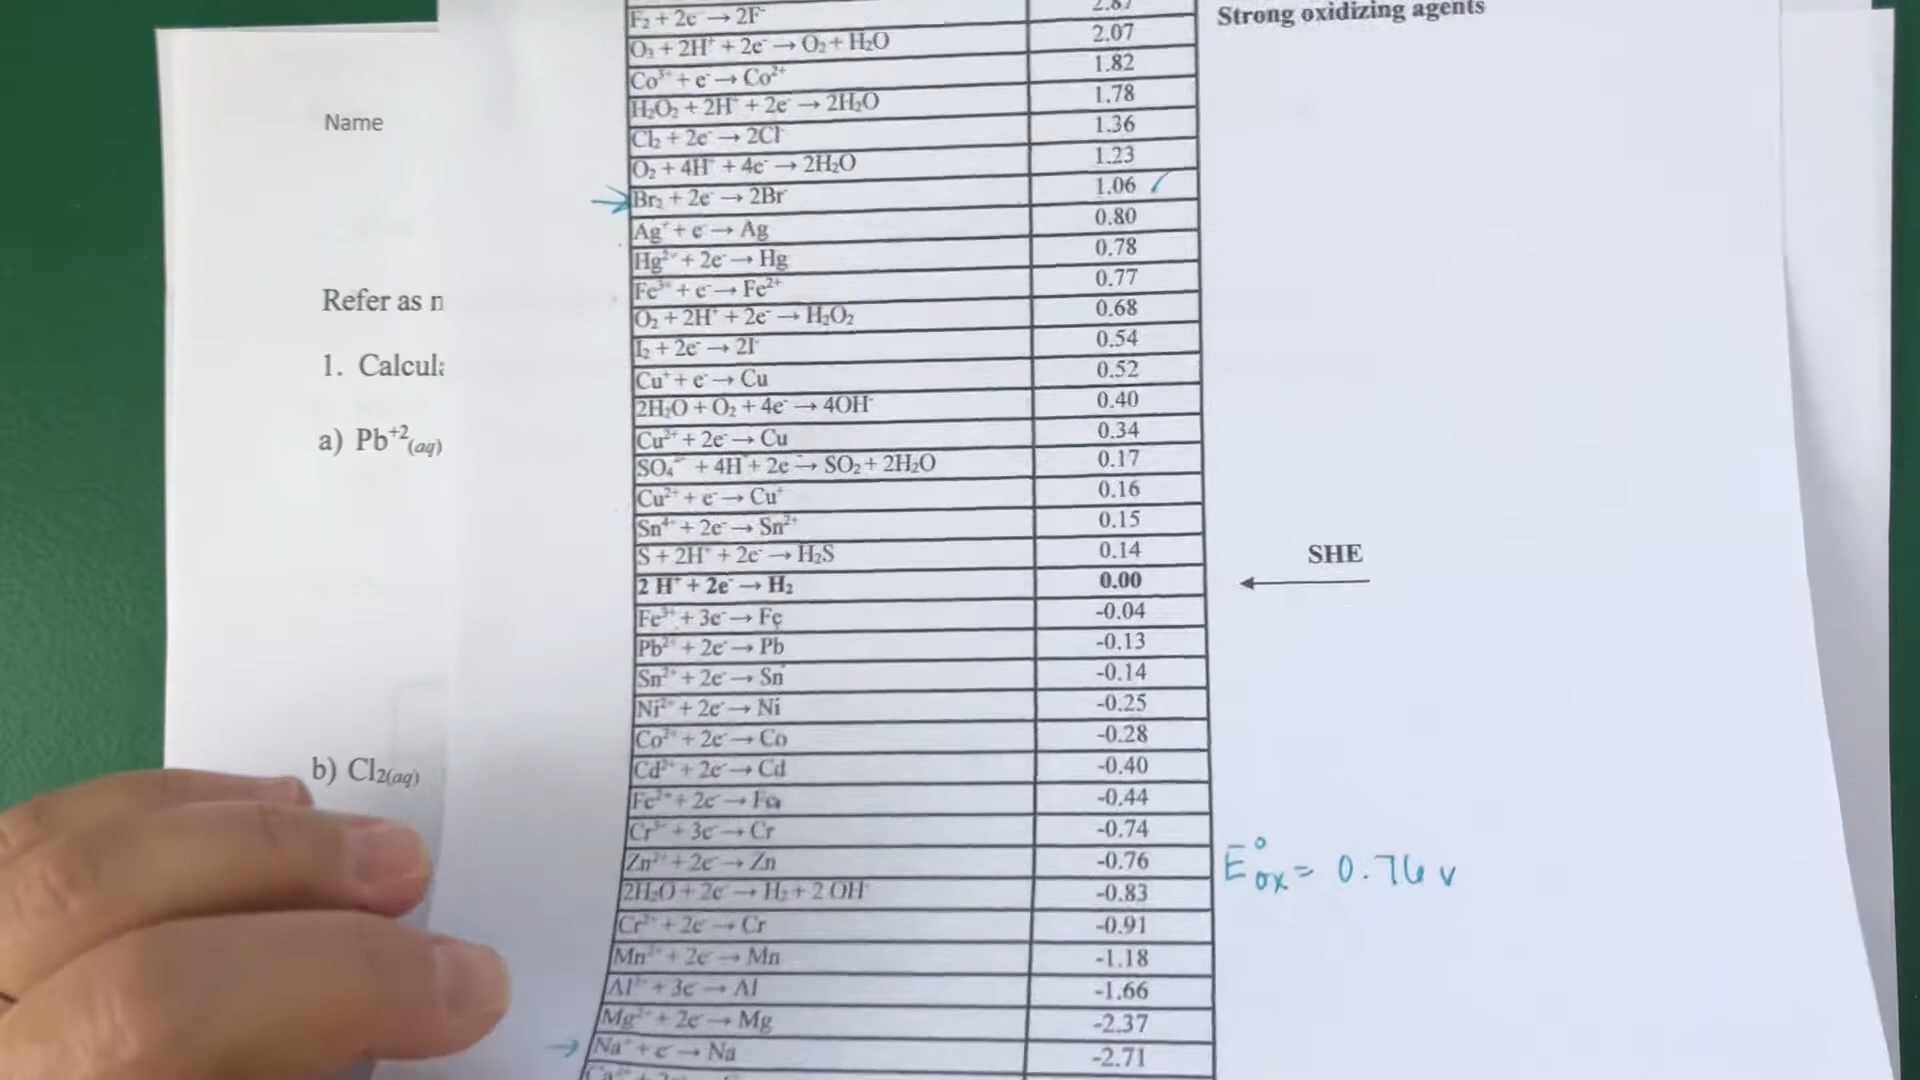 F₂ + 2e⁻ → 2F⁻ 2.87
Strong oxidizing agents
O₃ + 2H⁺ + 2e⁻ → O₂ + H₂O 2.07
Co³⁺ + e⁻ → Co²⁺ 1.82
H₂O₂ + 2H⁺ + 2e⁻ → 2H₂O 1.78
Name
Cl₂ + 2e⁻ → 2Cl⁻ 1.36
O₂ + 4H⁺ + 4e⁻ → 2H₂O 1.23
→ Br₂ + 2e⁻ → 2Br⁻ 1.06 ✓
Ag⁺ + e⁻ → Ag 0.80
Hg²⁺ + 2e⁻ → Hg 0.78
Fe³⁺ + e⁻ → Fe²⁺ 0.77
Refer as n
O₂ + 2H⁺ + 2e⁻ → H₂O₂ 0.68
I₂ + 2e⁻ → 2I⁻ 0.54
1. Calcula
Cu⁺ + e⁻ → Cu 0.52
2H₂O + O₂ + 4e⁻ → 4OH⁻ 0.40
a) Pb⁺²(aq)
Cu²⁺ + 2e⁻ → Cu 0.34
SO₄²⁻ + 4H⁺ + 2e⁻ → SO₂ + 2H₂O 0.17
Cu²⁺ + e⁻ → Cu⁺ 0.16
Sn⁴⁺ + 2e⁻ → Sn²⁺ 0.15
S + 2H⁺ + 2e⁻ → H₂S 0.14
SHE
2 H⁺ + 2e⁻ → H₂ 0.00 ←
Fe³⁺ + 3e⁻ → Fe -0.04
Pb²⁺ + 2e⁻ → Pb -0.13
Sn²⁺ + 2e⁻ → Sn -0.14
Ni²⁺ + 2e⁻ → Ni -0.25
Co²⁺ + 2e⁻ → Co -0.28
b) Cl₂(aq)
Cd²⁺ + 2e⁻ → Cd -0.40
Fe²⁺ + 2e⁻ → Fe -0.44
Cr³⁺ + 3e⁻ → Cr -0.74
Zn²⁺ + 2e⁻ → Zn -0.76
E°ox = 0.76 v
2H₂O + 2e⁻ → H₂ + 2 OH⁻ -0.83
Cr²⁺ + 2e⁻ → Cr -0.91
Mn²⁺ + 2e⁻ → Mn -1.18
Al³⁺ + 3e⁻ → Al -1.66
Mg²⁺ + 2e⁻ → Mg -2.37
→ Na⁺ + e⁻ → Na -2.71